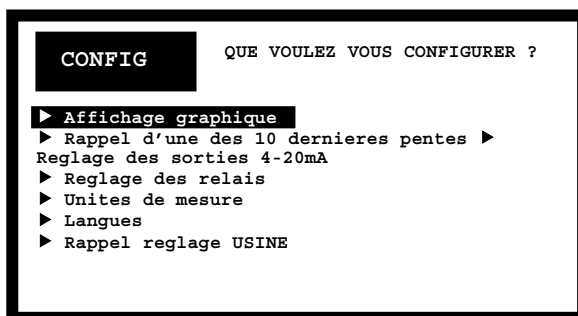 CONFIG
QUE VOULEZ VOUS CONFIGURER ?
▶ Affichage graphique
▶ Rappel d’une des 10 dernieres pentes ▶
Reglage des sorties 4-20mA
▶ Reglage des relais
▶ Unites de mesure
▶ Langues
▶ Rappel reglage USINE